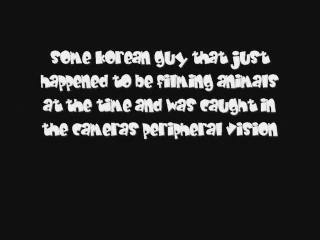 some korean guy that just
happened to be filming animals
at the time and was caught in
the cameras peripheral vision